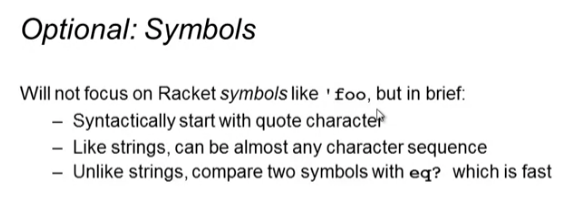 Optional: Symbols
Will not focus on Racket symbols like 'foo, but in brief:
– Syntactically start with quote character
– Like strings, can be almost any character sequence
– Unlike strings, compare two symbols with eq? which is fast